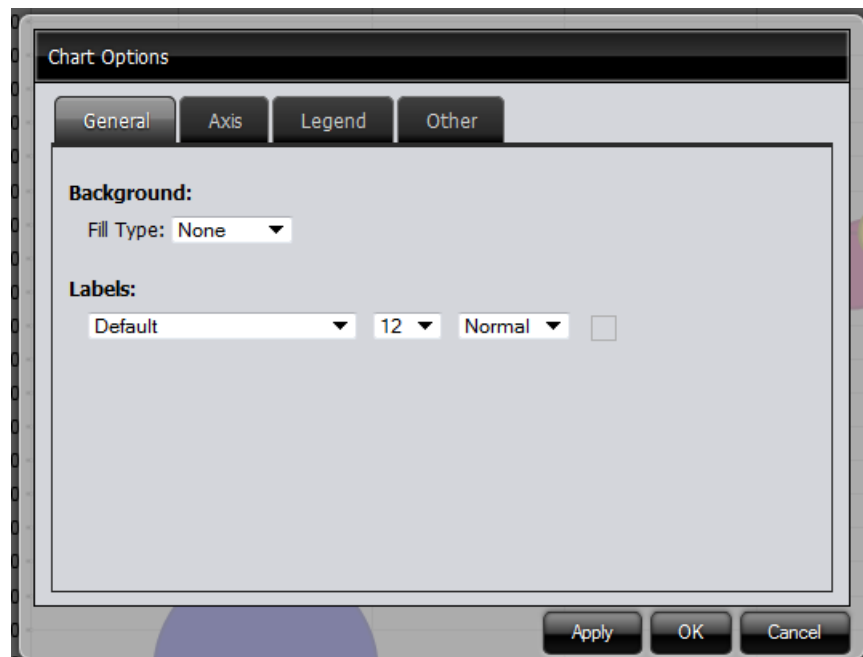 Chart Options
General Axis Legend Other
Background:
Fill Type: None
Labels:
Default 12 Normal
Apply OK Cancel